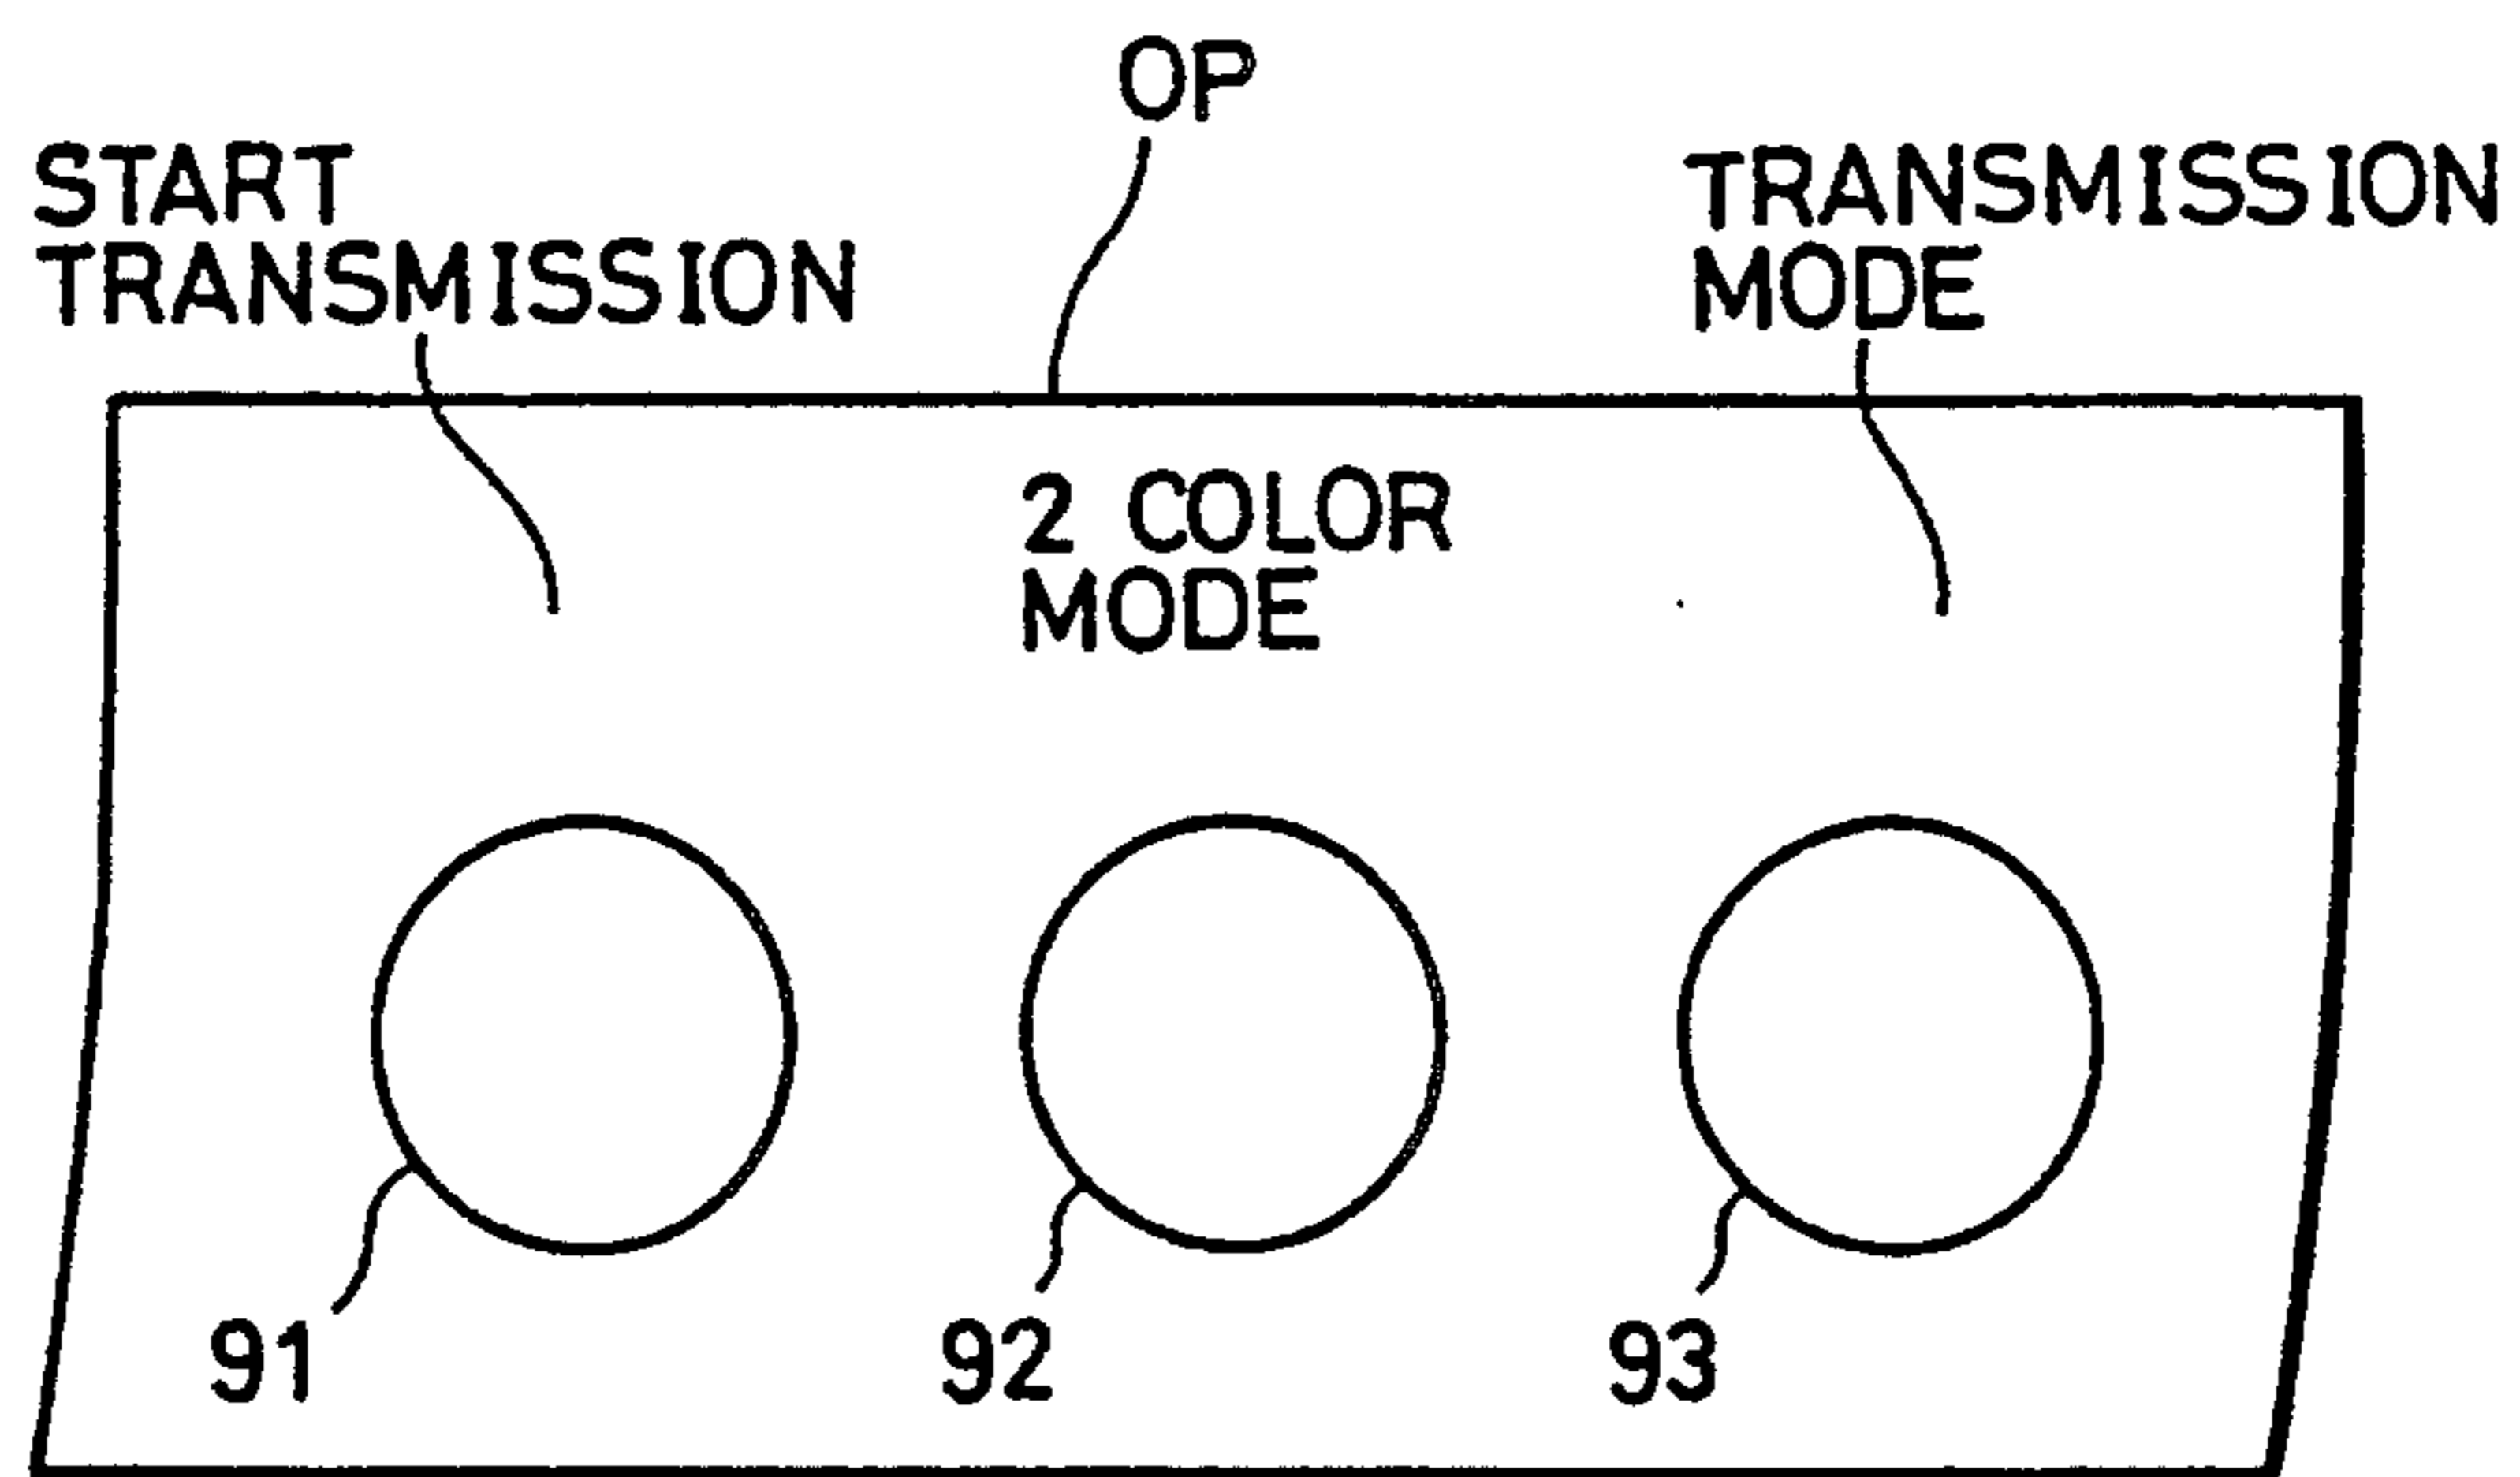 OP
START
TRANSMISSION
TRANSMISSION
MODE
2 COLOR
MODE
91
92
93